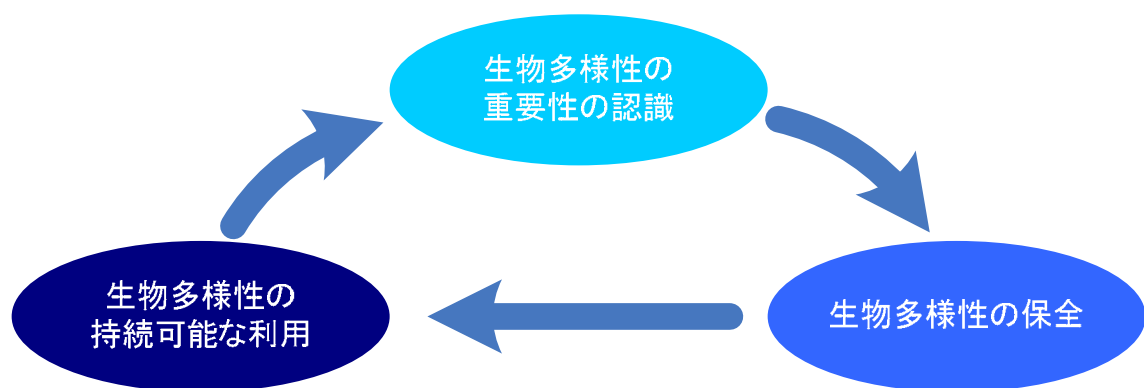 生物多様性の
重要性の認識
生物多様性の保全
生物多様性の
持続可能な利用